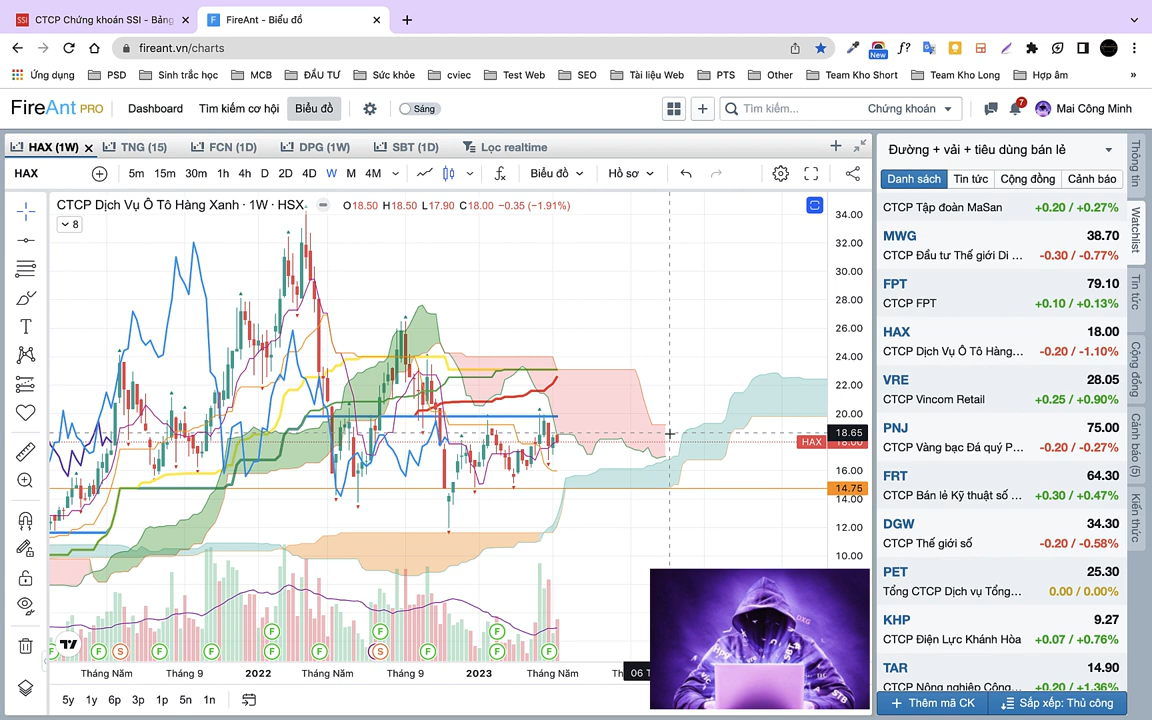 CTCP Chứng khoán SSI - Bảng
FireAnt - Biểu đồ
fireant.vn/charts
New
Ứng dụng PSD Sinh trắc học MCB ĐẦU TƯ Sức khỏe cviec Test Web SEO Tài liệu Web PTS Other Team Kho Short Team Kho Long Hợp âm »
FireAnt PRO Dashboard Tìm kiếm cơ hội Biểu đồ Sáng Tìm kiếm... Chứng khoán 7 Mai Công Minh
HAX (1W) TNG (15) FCN (1D) DPG (1W) SBT (1D) Lọc realtime
HAX 5m 15m 30m 1h 4h D 2D 4D W M 4M Biểu đồ Hồ sơ
CTCP Dịch Vụ Ô Tô Hàng Xanh · 1W · HSX O18.50 H18.50 L17.90 C18.00 −0.35 (−1.91%)
8
34.00
32.00
30.00
28.00
26.00
24.00
22.00
20.00
18.65
HAX 18.00
16.00
14.75
14.00
12.00
10.00
F F S F F F F F S F F F F
Tháng Năm Tháng 9 2022 Tháng Năm Tháng 9 2023 Tháng Năm 06 T
5y 1y 6p 3p 1p 5n 1n
Đường + vải + tiêu dùng bán lẻ
Danh sách Tin tức Cộng đồng Cảnh báo
CTCP Tập đoàn MaSan +0.20 / +0.27%
MWG 38.70
CTCP Đầu tư Thế giới Di ... -0.30 / -0.77%
FPT 79.10
CTCP FPT +0.10 / +0.13%
HAX 18.00
CTCP Dịch Vụ Ô Tô Hàng... -0.20 / -1.10%
VRE 28.05
CTCP Vincom Retail +0.25 / +0.90%
PNJ 75.00
CTCP Vàng bạc Đá quý P... -0.20 / -0.27%
FRT 64.30
CTCP Bán lẻ Kỹ thuật số ... +0.30 / +0.47%
DGW 34.30
CTCP Thế giới số -0.20 / -0.58%
PET 25.30
Tổng CTCP Dịch vụ Tổng... 0.00 / 0.00%
KHP 9.27
CTCP Điện Lực Khánh Hòa +0.07 / +0.76%
TAR 14.90
CTCP Nông nghiệp Công... +0.20 / +1.36%
+ Thêm mã CK Sắp xếp: Thủ công
Thông tin
Watchlist
Tin tức
Cộng đồng
Cảnh báo (5)
Kiến thức